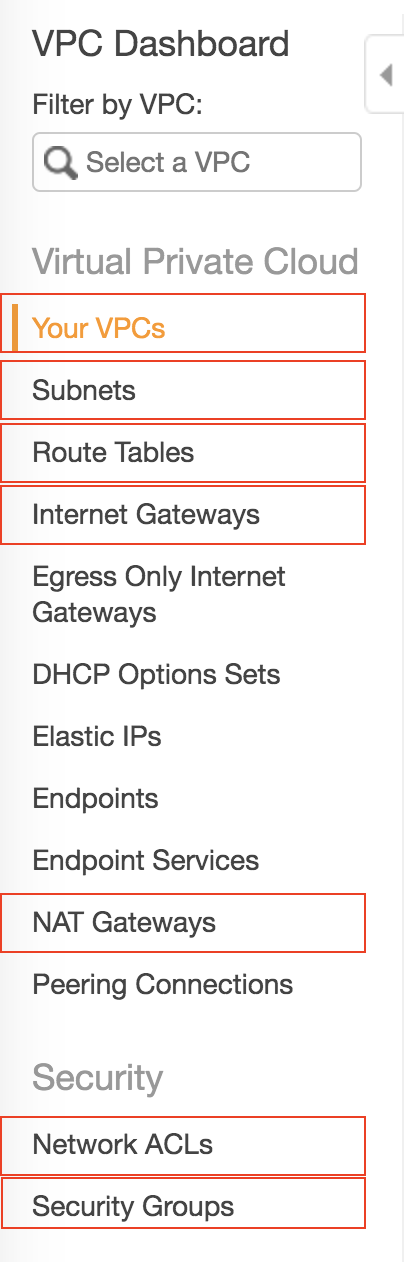 VPC Dashboard
Filter by VPC:
Select a VPC
Virtual Private Cloud
Your VPCs
Subnets
Route Tables
Internet Gateways
Egress Only Internet
Gateways
DHCP Options Sets
Elastic IPs
Endpoints
Endpoint Services
NAT Gateways
Peering Connections
Security
Network ACLs
Security Groups